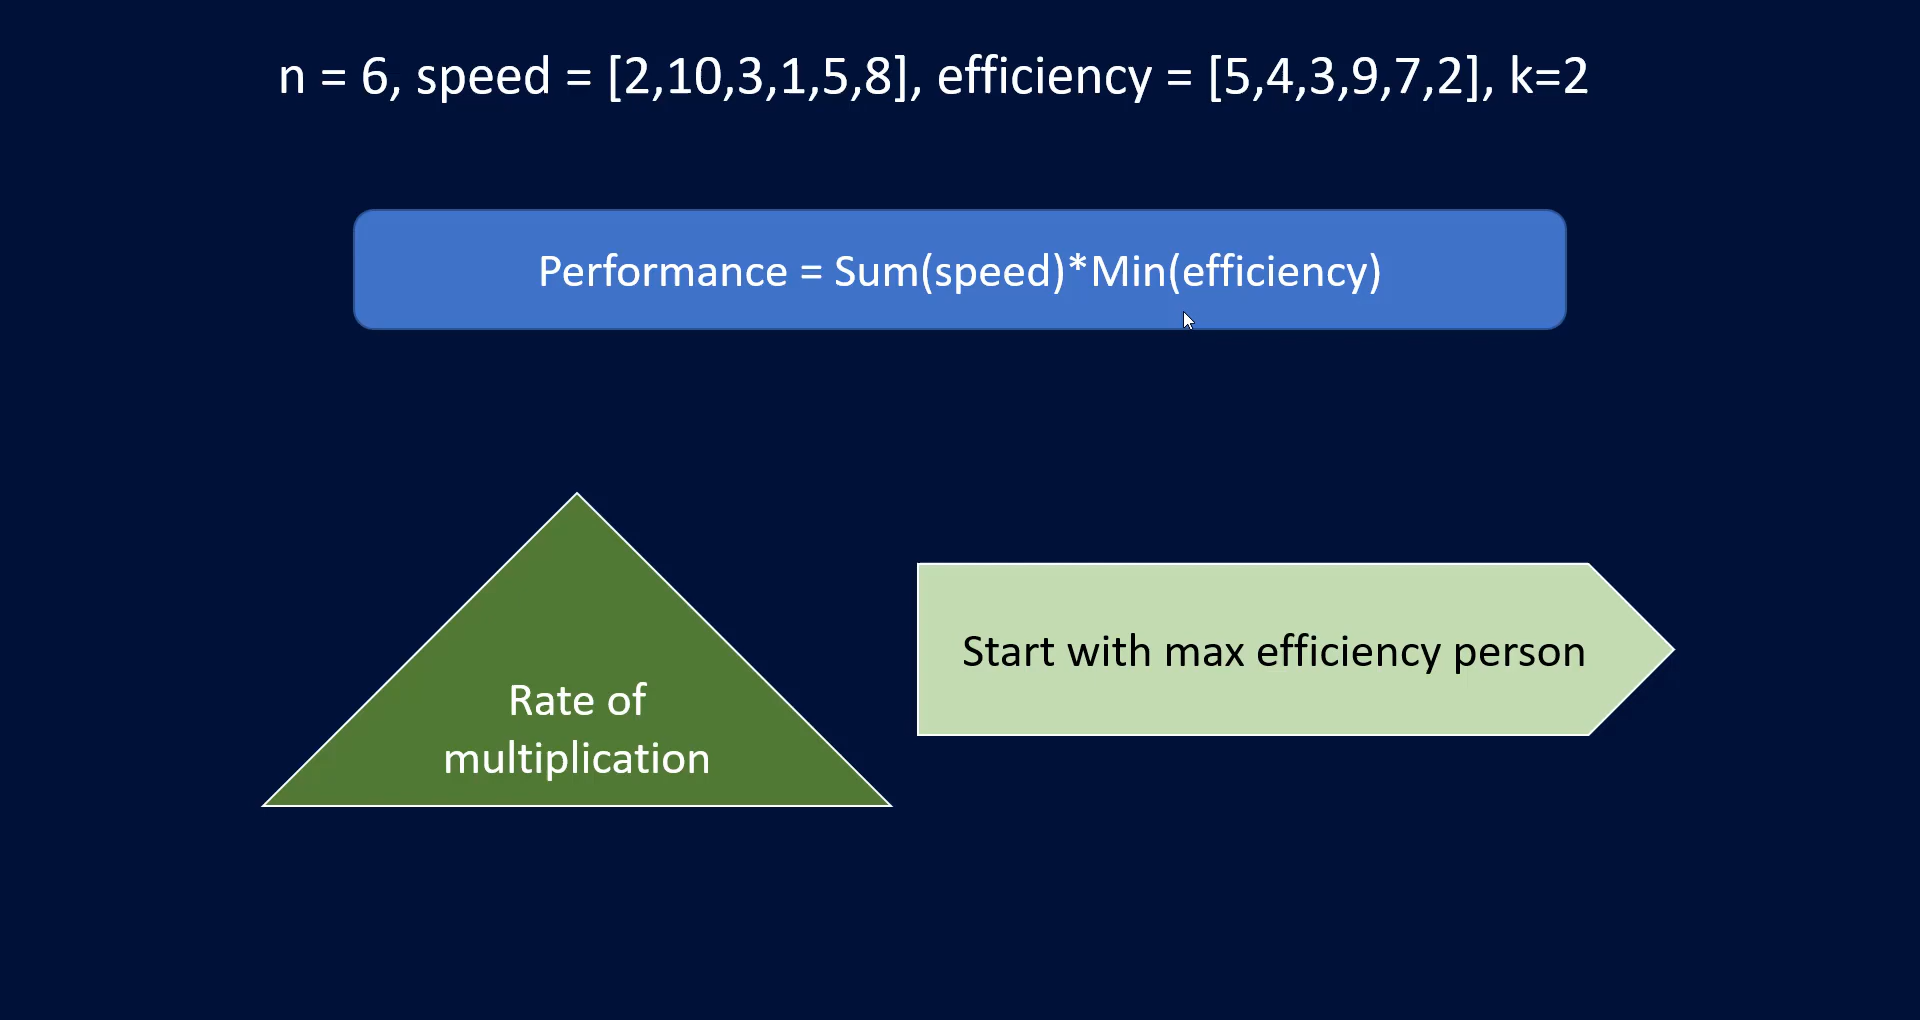 n = 6, speed = [2,10,3,1,5,8], efficiency = [5,4,3,9,7,2], k=2
Performance = Sum(speed)*Min(efficiency)
Rate of
multiplication
Start with max efficiency person